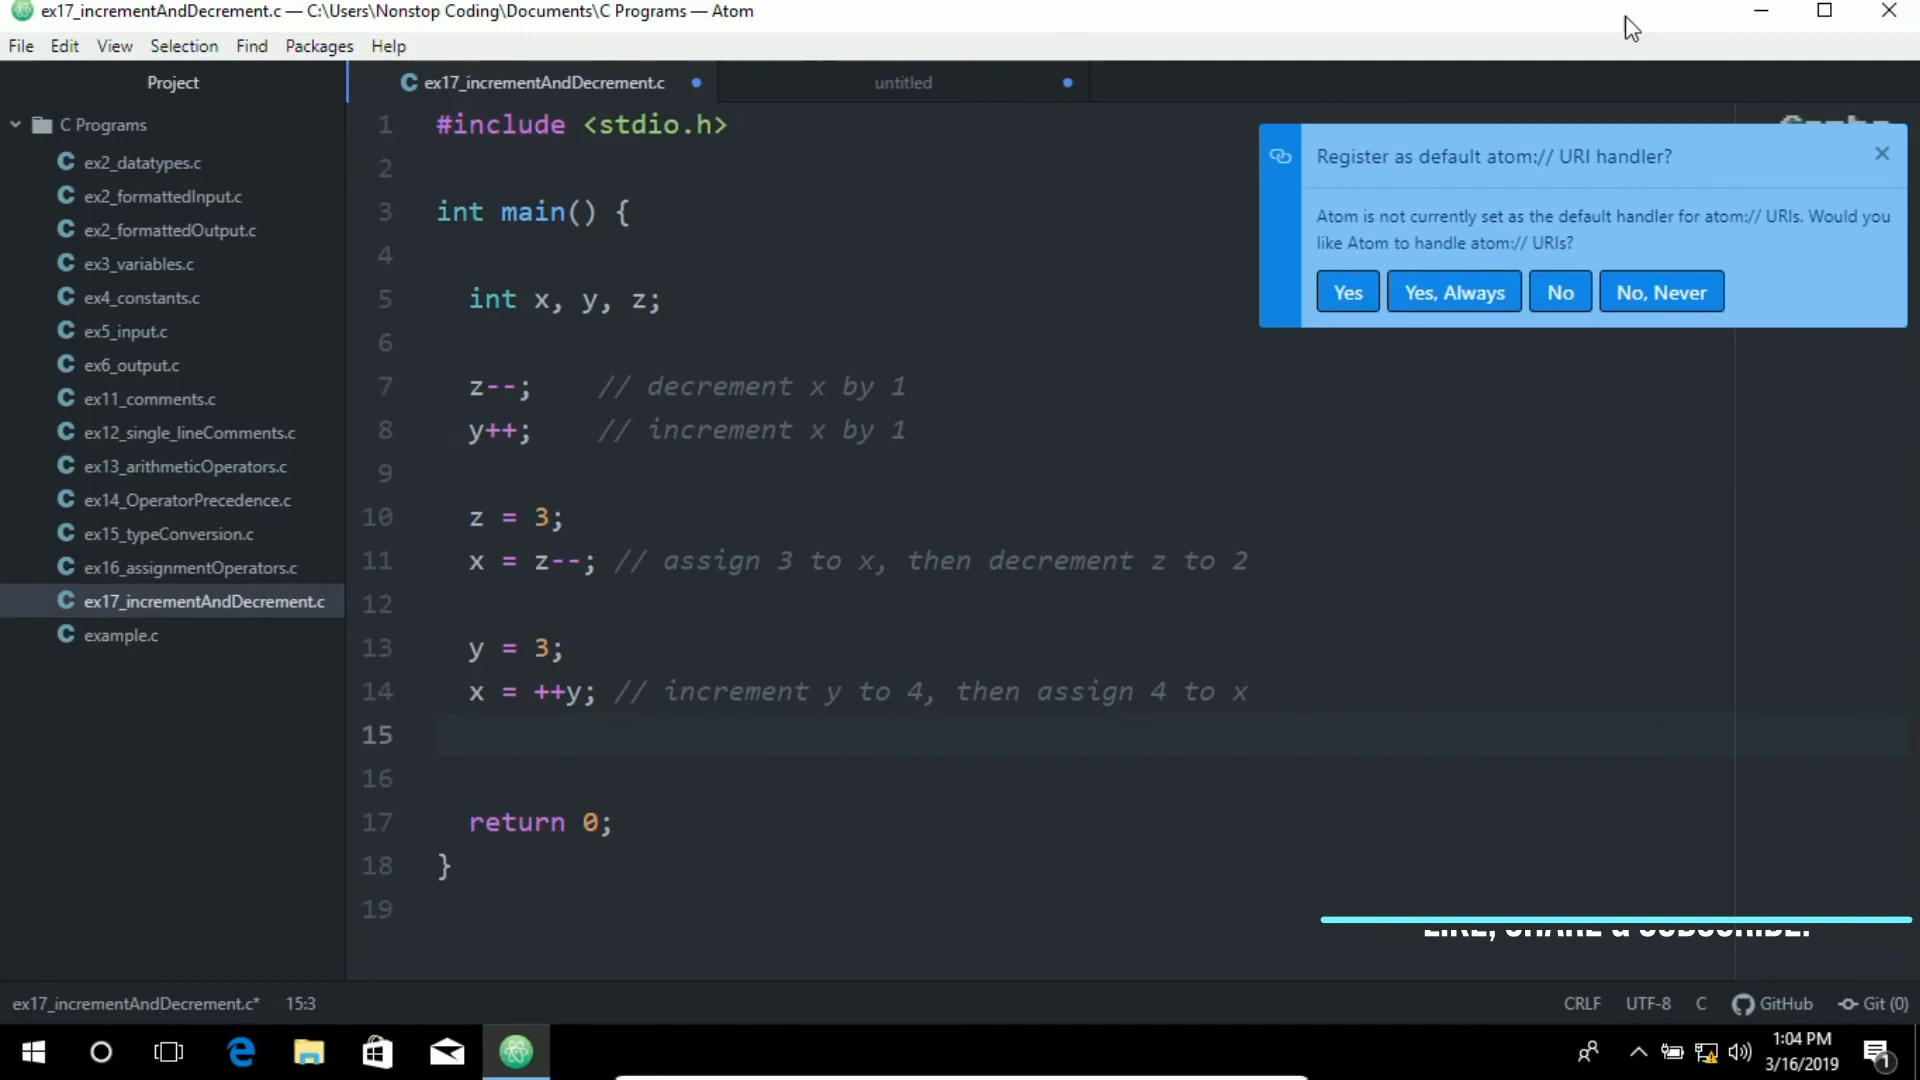 ex17_incrementAndDecrement.c — C:\Users\Nonstop Coding\Documents\C Programs — Atom
File Edit View Selection Find Packages Help
Project
C Programs
ex2_datatypes.c
ex2_formattedInput.c
ex2_formattedOutput.c
ex3_variables.c
ex4_constants.c
ex5_input.c
ex6_output.c
ex11_comments.c
ex12_single_lineComments.c
ex13_arithmeticOperators.c
ex14_OperatorPrecedence.c
ex15_typeConversion.c
ex16_assignmentOperators.c
ex17_incrementAndDecrement.c
example.c
ex17_incrementAndDecrement.c untitled
1 #include <stdio.h>
2
3 int main() {
4
5 int x, y, z;
6
7 z--; // decrement x by 1
8 y++; // increment x by 1
9
10 z = 3;
11 x = z--; // assign 3 to x, then decrement z to 2
12
13 y = 3;
14 x = ++y; // increment y to 4, then assign 4 to x
15
16
17 return 0;
18 }
19
Register as default atom:// URI handler?
Atom is not currently set as the default handler for atom:// URIs. Would you
like Atom to handle atom:// URIs?
Yes Yes, Always No No, Never
LIKE, SHARE & SUBSCRIBE!
ex17_incrementAndDecrement.c* 15:3 CRLF UTF-8 C GitHub Git (0)
1:04 PM
3/16/2019
1